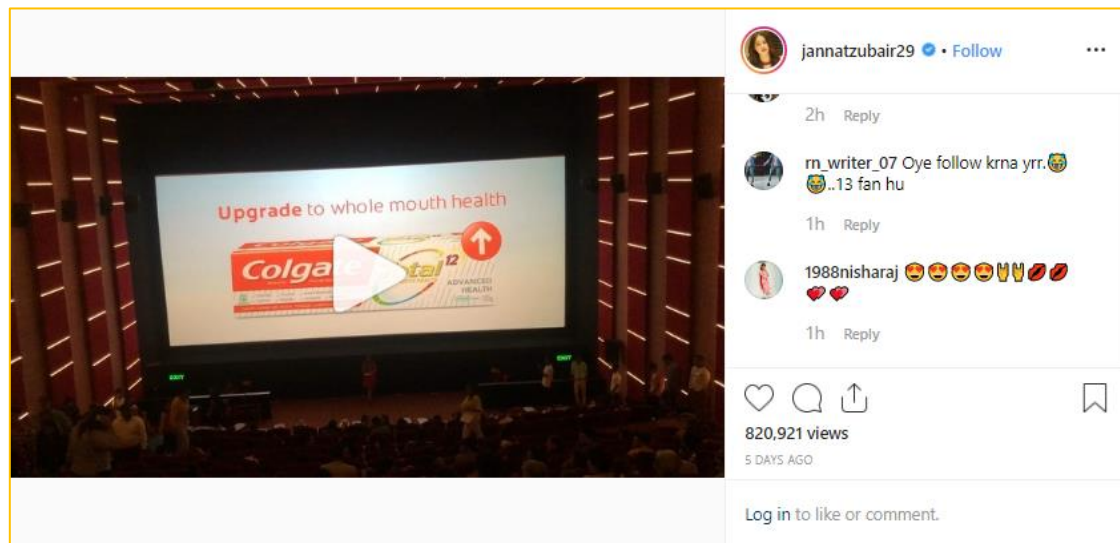 jannatzubair29 • Follow
2h Reply
rn_writer_07 Oye follow krna yrr.😹
😹..13 fan hu
1h Reply
1988nisharaj 😍😍😍😍🤘🤘💋💋
💕💕
1h Reply
820,921 views
5 DAYS AGO
Log in to like or comment.
Upgrade to whole mouth health
Colgate
Total 12
ADVANCED
HEALTH
EXIT
EXIT